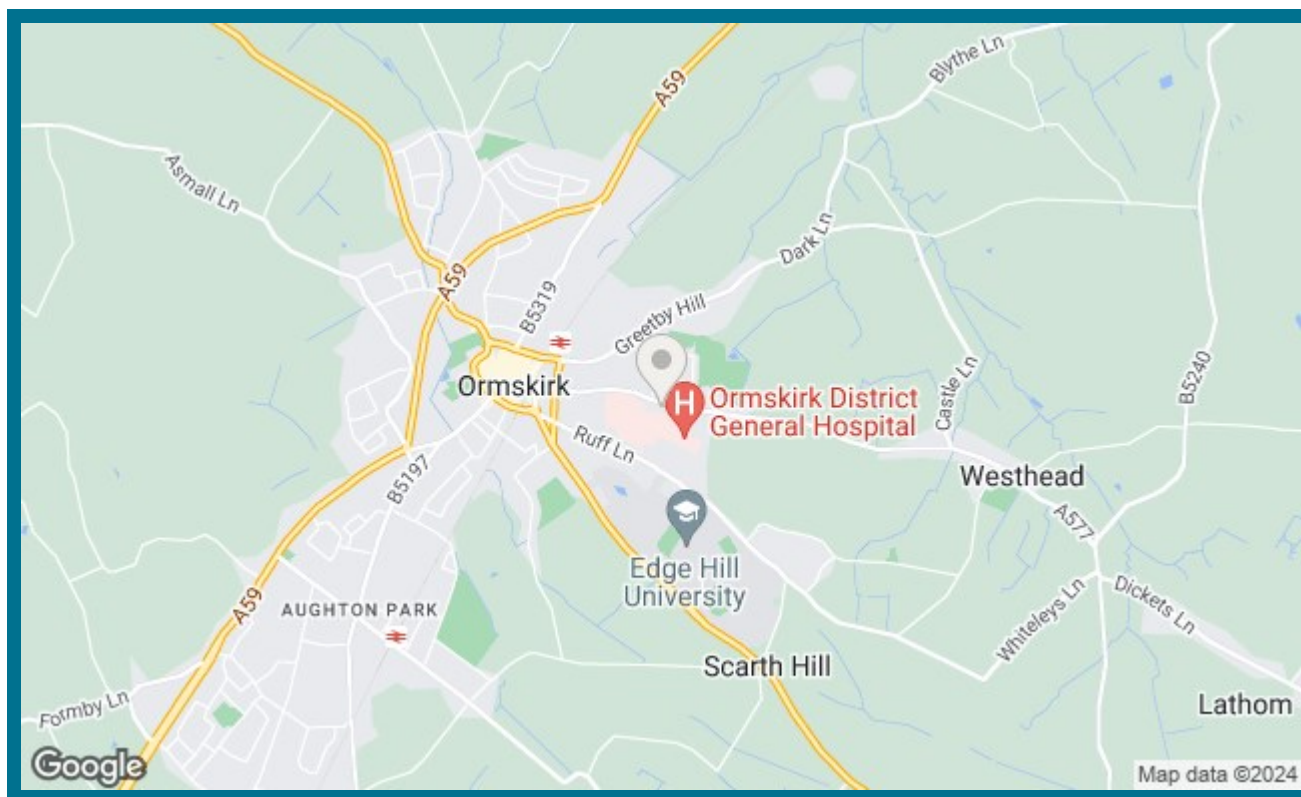 A59
Blythe Ln
Asmall Ln
Dark Ln
A59
B5319
Greetby Hill
Ormskirk
B5240
Castle Ln
H
Ormskirk District
General Hospital
Ruff Ln
B5197
Westhead
A577
Edge Hill
University
A59
AUGHTON PARK
Whiteleys Ln
Dickets Ln
Scarth Hill
Formby Ln
Lathom
Google
Map data ©2024